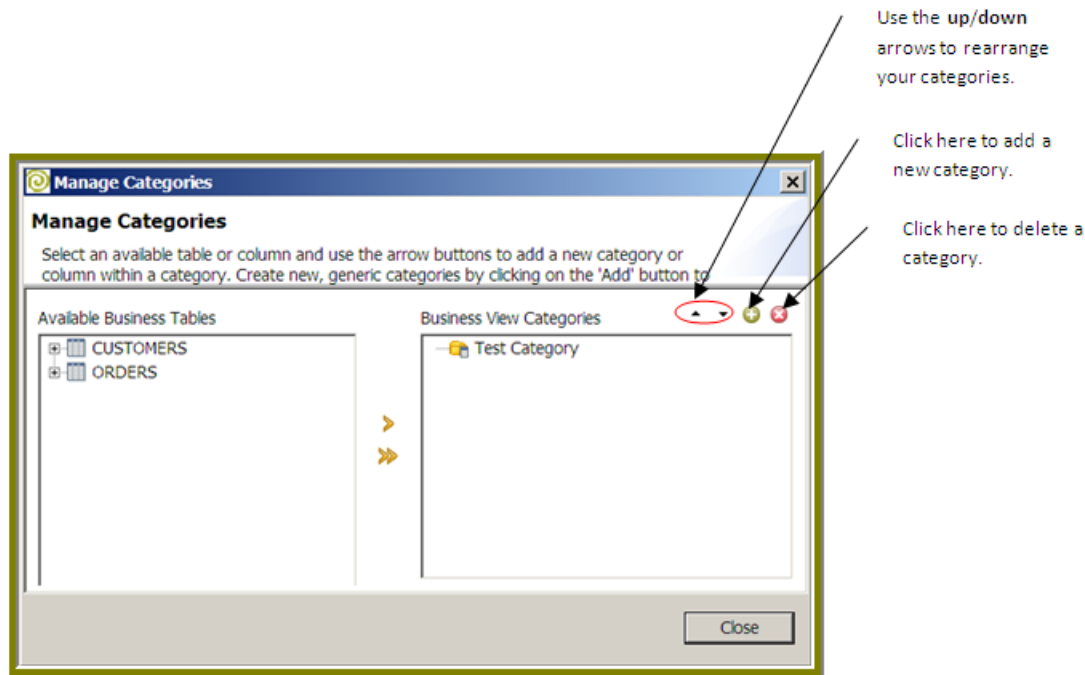 Use the up/down
arrows to rearrange
your categories.
Click here to add a
new category.
Click here to delete a
category.
Manage Categories
Manage Categories
Select an available table or column and use the arrow buttons to add a new category or
column within a category. Create new, generic categories by clicking on the 'Add' button to
Available Business Tables
CUSTOMERS
ORDERS
Business View Categories
Test Category
Close